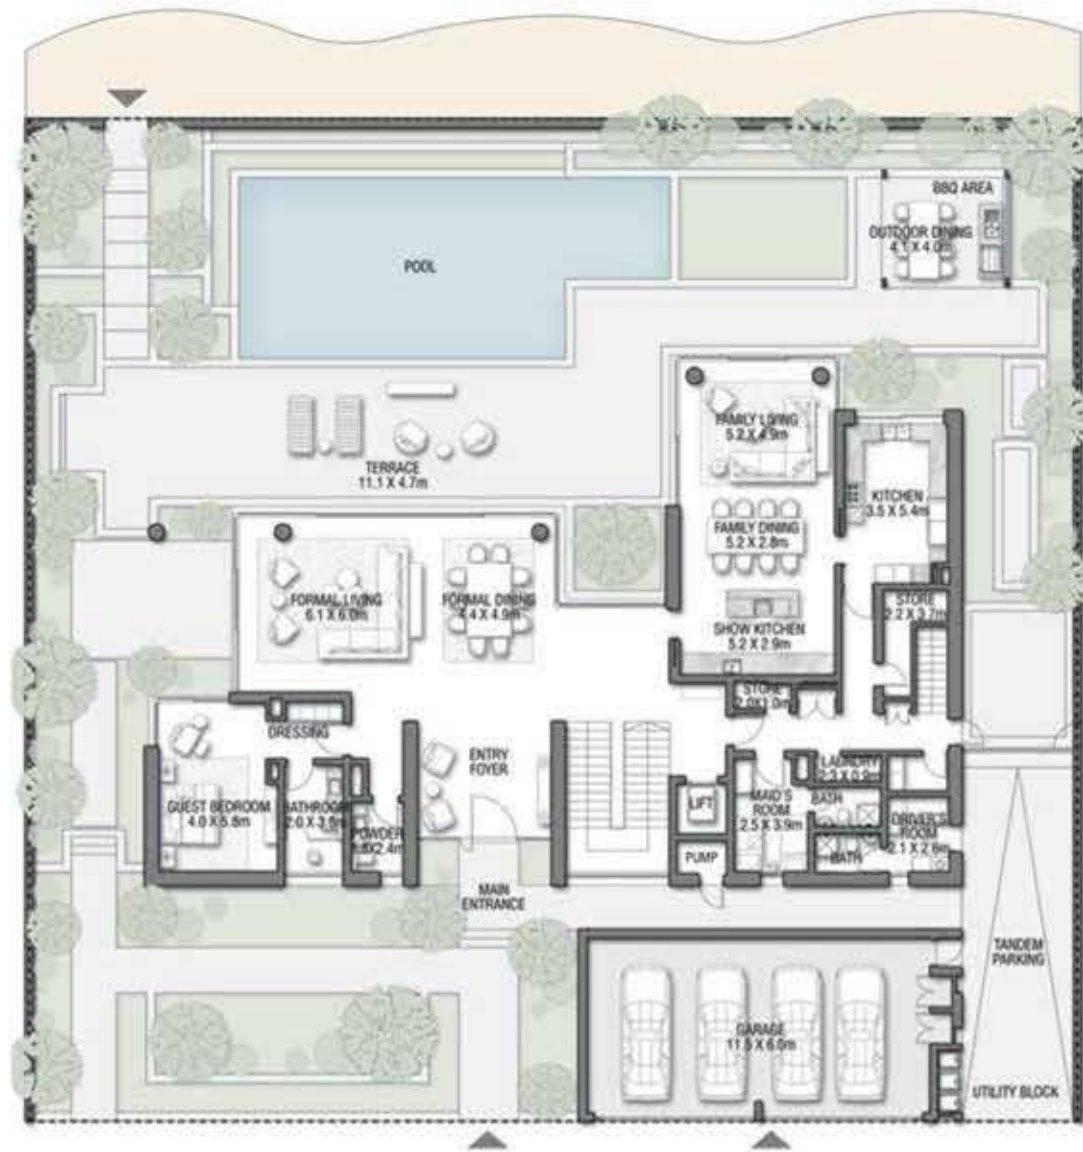 BBQ AREA
OUTDOOR DINING
4.1 X 4.0m
POOL
FAMILY LIVING
5.2 X 4.9m
TERRACE
11.1 X 4.7m
KITCHEN
3.5 X 5.4m
FAMILY DINING
5.2 X 2.8m
FORMAL LIVING
6.1 X 6.0m
FORMAL DINING
4.4 X 4.9m
STORE
2.2 X 3.7m
SHOW KITCHEN
5.2 X 2.9m
STORE
2.0X1.0m
DRESSING
ENTRY
FOYER
LAUNDRY
2.3 X 0.9m
GUEST BEDROOM
4.0 X 5.8m
BATHROOM
LIFT
MAID'S
ROOM
2.5 X 3.9m
BATH
DRIVER'S
ROOM
2.1 X 2.6m
POWDER
PUMP
BATH
MAIN
ENTRANCE
TANDEM
PARKING
GARAGE
11.5 X 6.0m
UTILITY BLOCK